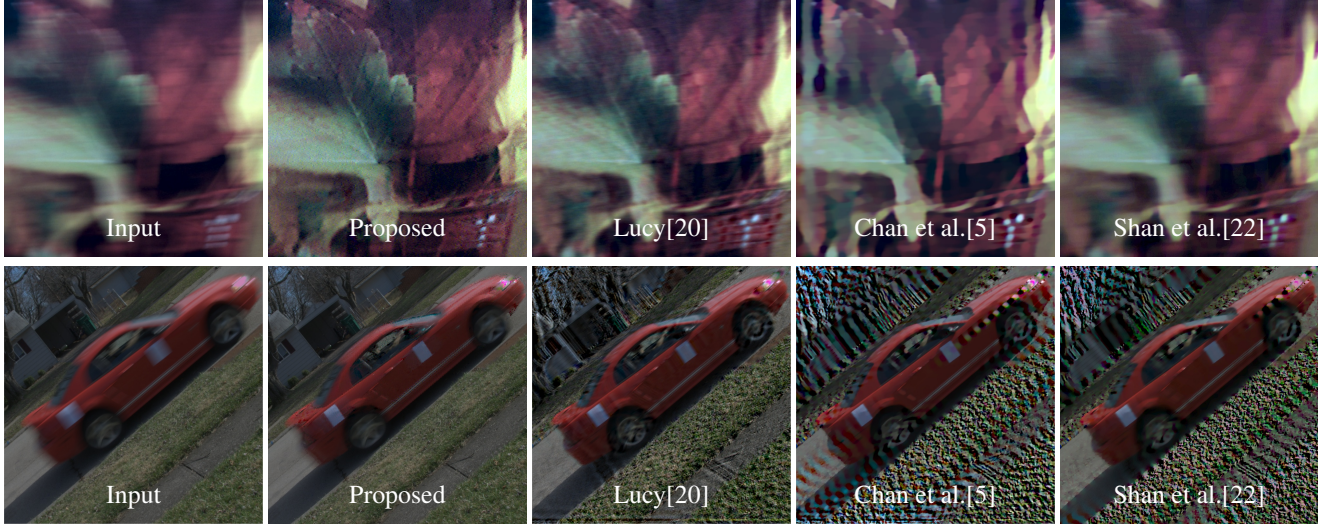 Input
Proposed
Lucy[20]
Chan et al.[5]
Shan et al.[22]
Input
Proposed
Lucy[20]
Chan et al.[5]
Shan et al.[22]